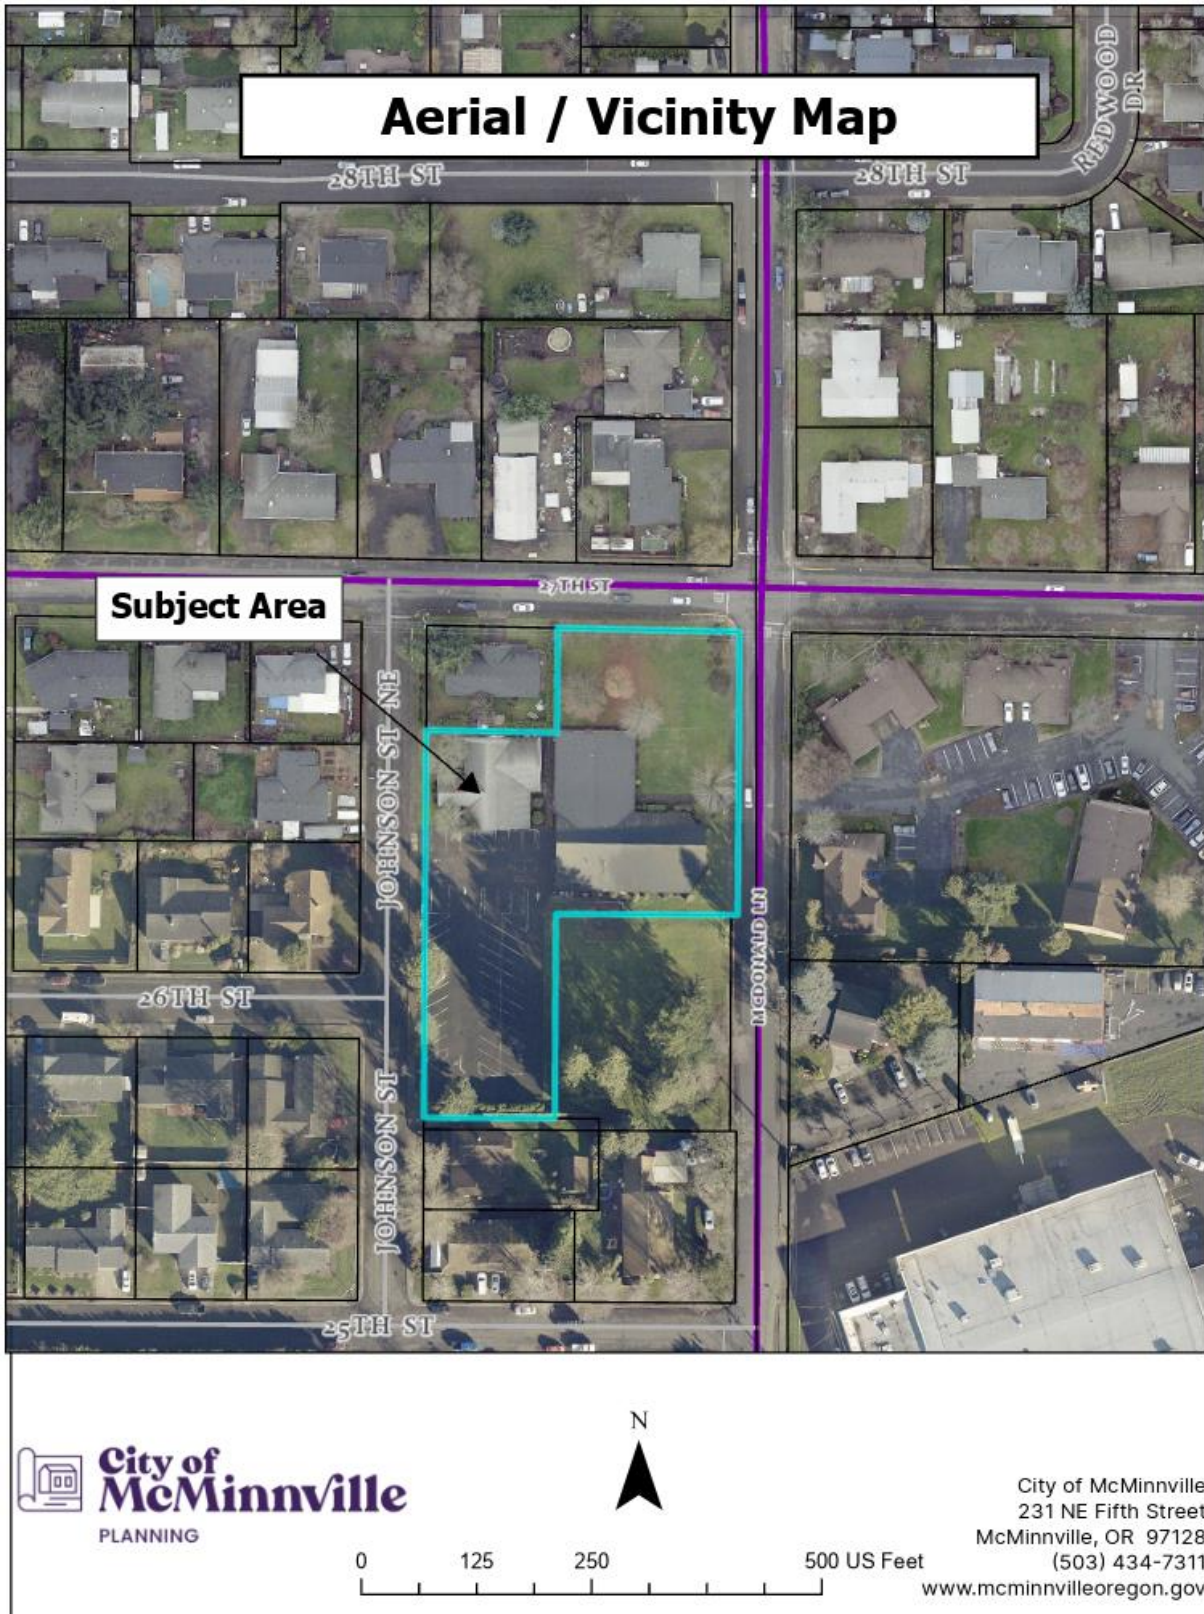 Aerial / Vicinity Map
REDWOOD
DR
28TH ST
28TH ST
27TH ST
Subject Area
JOHNSON ST NE
MCDONALD LN
26TH ST
JOHNSON ST
25TH ST
City of
McMinnville
PLANNING
N
0 125 250 500 US Feet
City of McMinnville
231 NE Fifth Street
McMinnville, OR 97128
(503) 434-7311
www.mcminnvilleoregon.gov